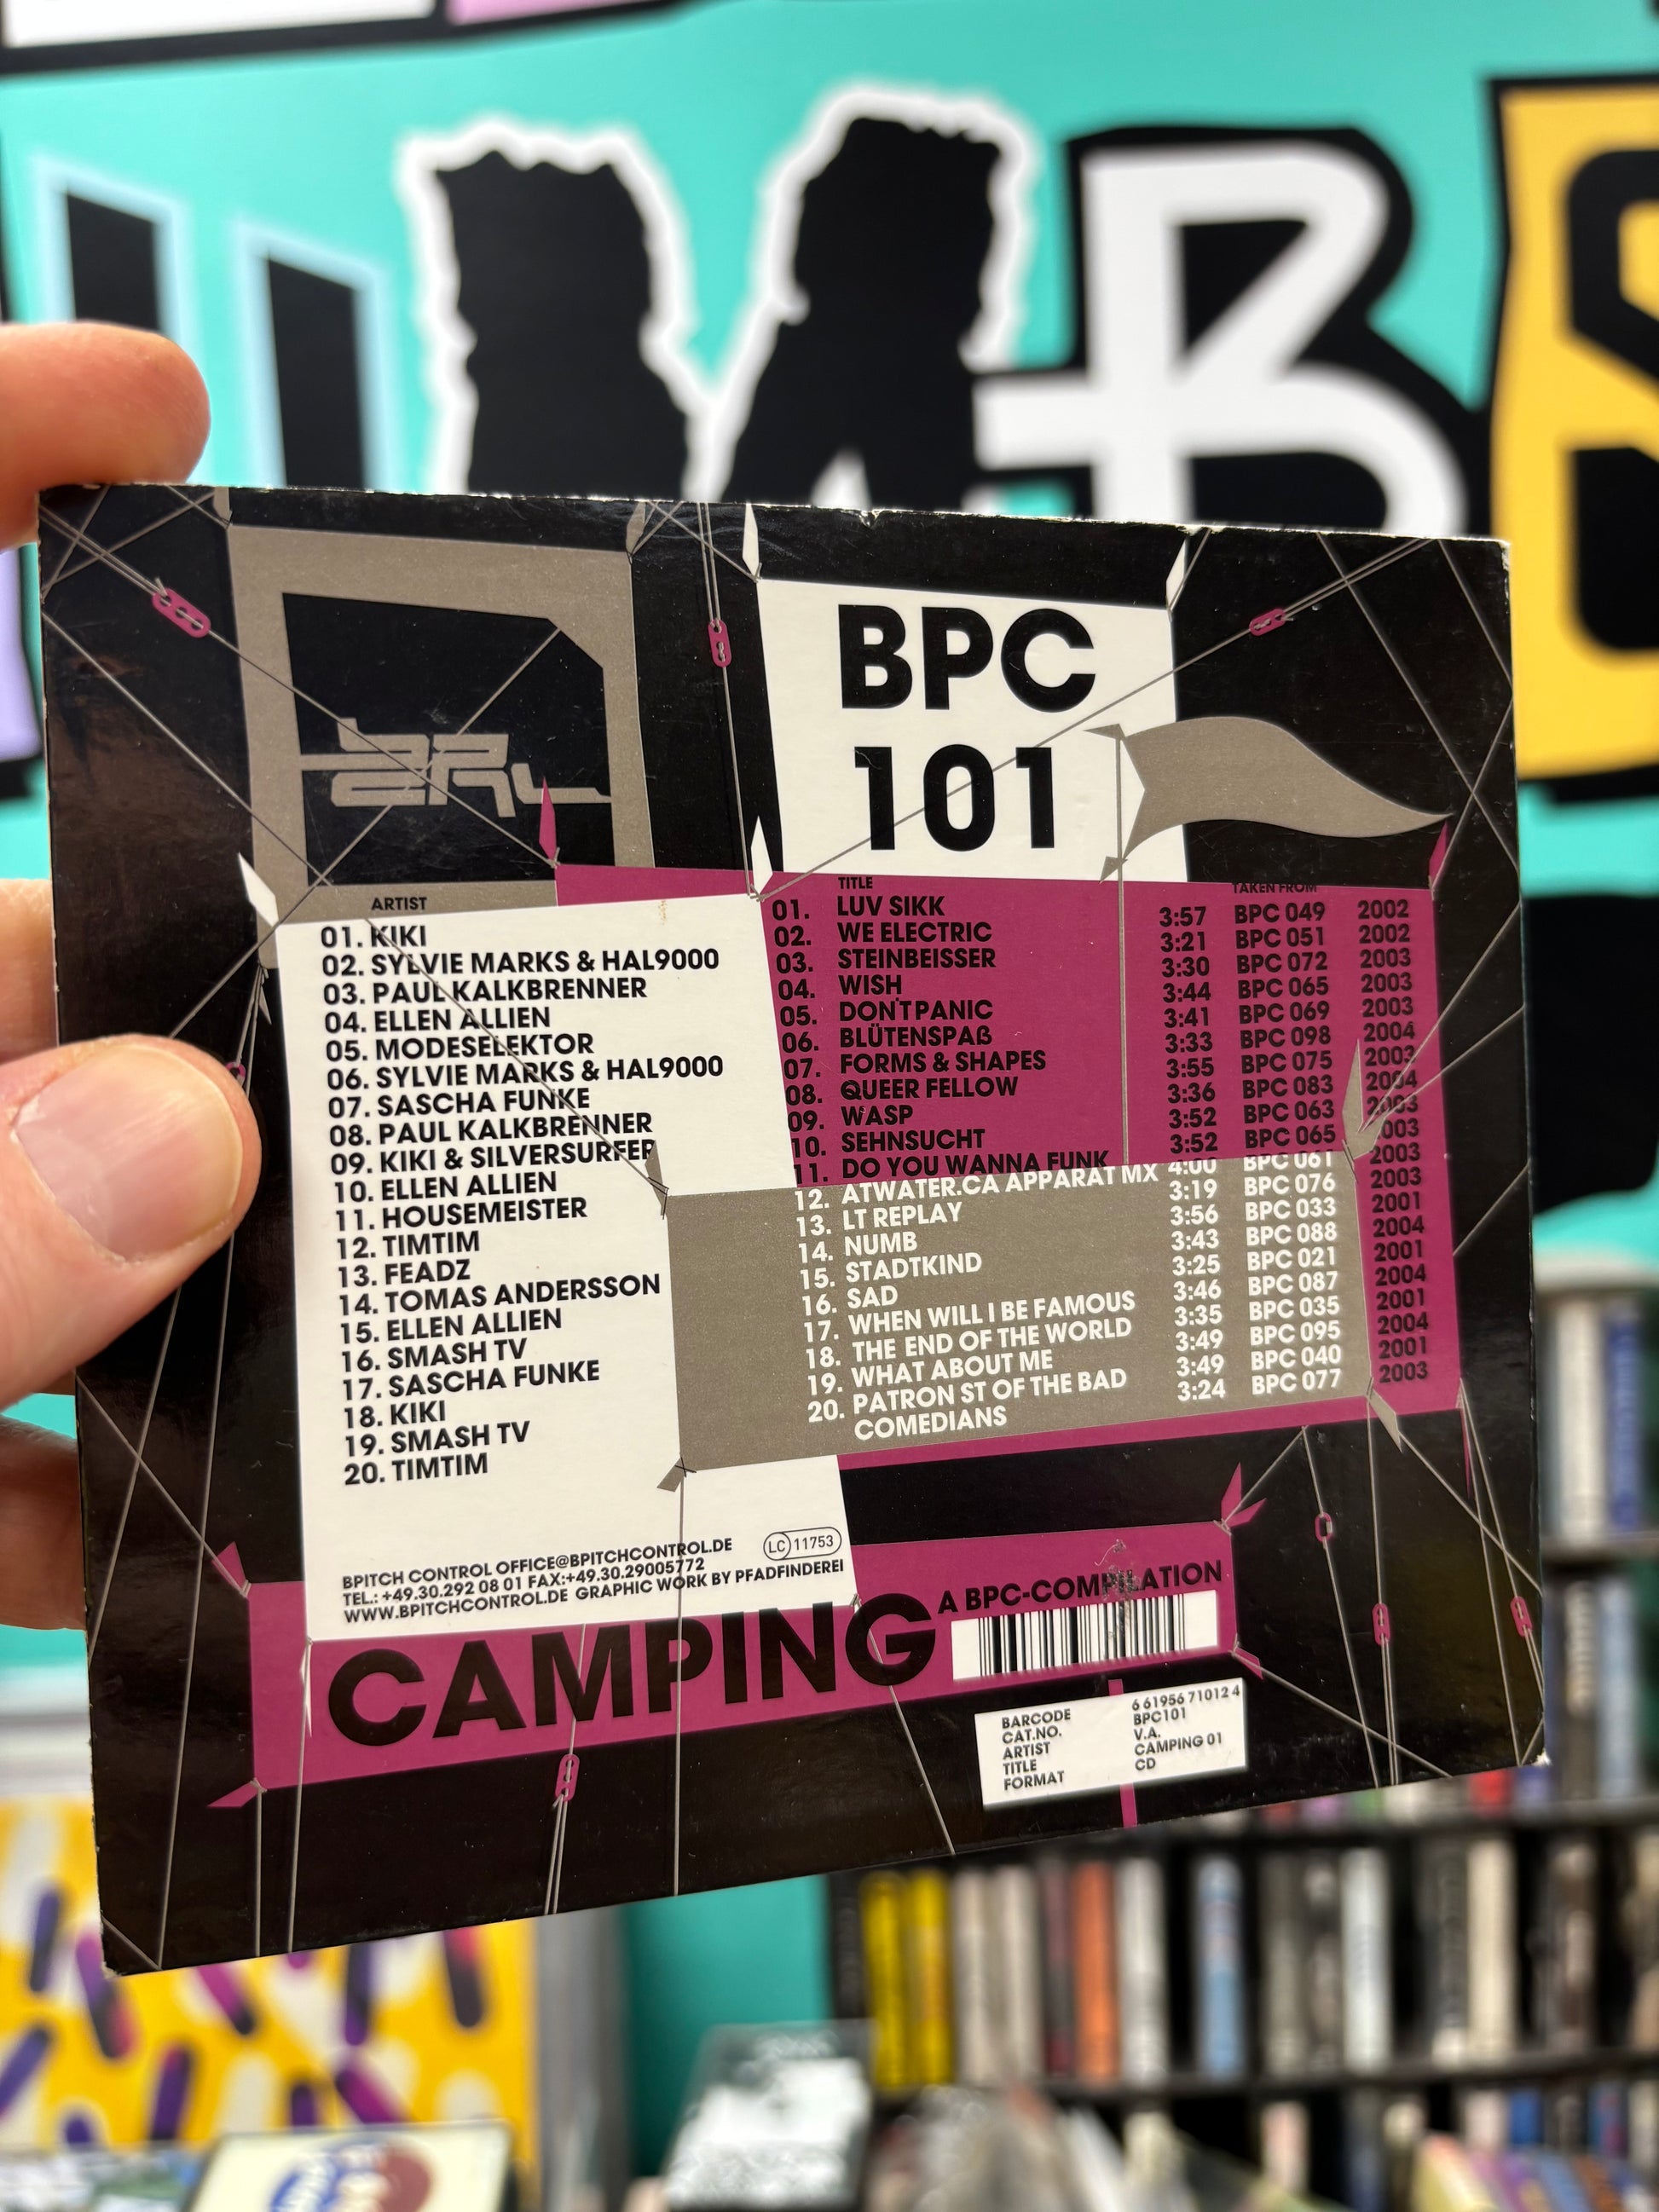 BPC
101
ARTIST
01. KIKI
02. SYLVIE MARKS & HAL9000
03. PAUL KALKBRENNER
04. ELLEN ALLIEN
05. MODESELEKTOR
06. SYLVIE MARKS & HAL9000
07. SASCHA FUNKE
08. PAUL KALKBRENNER
09. KIKI & SILVERSURFER
10. ELLEN ALLIEN
11. HOUSEMEISTER
12. TIMTIM
13. FEADZ
14. TOMAS ANDERSSON
15. ELLEN ALLIEN
16. SMASH TV
17. SASCHA FUNKE
18. KIKI
19. SMASH TV
20. TIMTIM
TITLE TAKEN FROM
01. LUV SIKK 3:57 BPC 049 2002
02. WE ELECTRIC 3:21 BPC 051 2002
03. STEINBEISSER 3:30 BPC 072 2003
04. WISH 3:44 BPC 065 2003
05. DON'T PANIC 3:41 BPC 069 2003
06. BLÜTENSPAß 3:33 BPC 098 2004
07. FORMS & SHAPES 3:55 BPC 075 2003
08. QUEER FELLOW 3:36 BPC 083 2004
09. WASP 3:52 BPC 063 2003
10. SEHNSUCHT 3:52 BPC 065 2003
11. DO YOU WANNA FUNK 4:00 BPC 061 2003
12. ATWATER.CA APPARAT MX 3:19 BPC 076 2003
13. LT REPLAY 3:56 BPC 033 2001
14. NUMB 3:43 BPC 088 2004
15. STADTKIND 3:25 BPC 021 2001
16. SAD 3:46 BPC 087 2004
17. WHEN WILL I BE FAMOUS 3:35 BPC 035 2001
18. THE END OF THE WORLD 3:49 BPC 095 2004
19. WHAT ABOUT ME 3:49 BPC 040 2001
20. PATRON ST OF THE BAD 3:24 BPC 077 2003
COMEDIANS
BPITCH CONTROL OFFICE@BPITCHCONTROL.DE LC 11753
TEL.: +49.30.292 08 01 FAX:+49.30.29005772
WWW.BPITCHCONTROL.DE GRAPHIC WORK BY PFADFINDEREI
CAMPING A BPC-COMPILATION
BARCODE 6 61956 71012 4
CAT.NO. BPC101
ARTIST V.A.
TITLE CAMPING 01
FORMAT CD